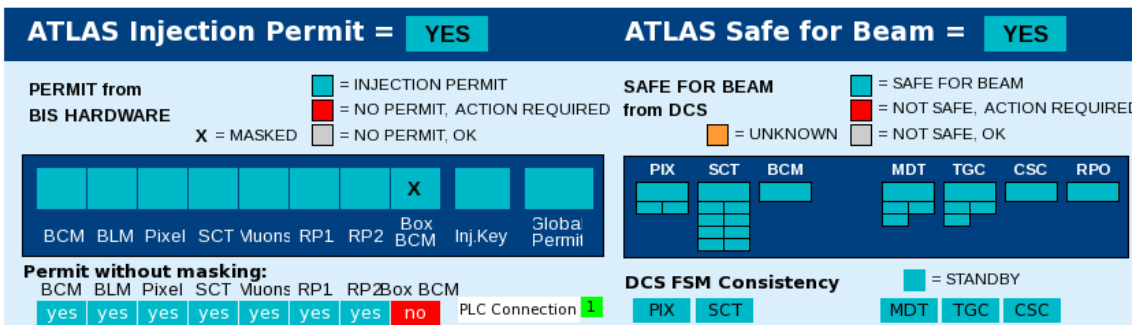 ATLAS Injection Permit = YES
PERMIT from
BIS HARDWARE
= INJECTION PERMIT
= NO PERMIT, ACTION REQUIRED
X = MASKED
= NO PERMIT, OK
X
BCM BLM Pixel SCT Muons RP1 RP2 Box BCM Inj.Key Global Permit
Permit without masking:
BCM BLM Pixel SCT Muons RP1 RP2 Box BCM
yes yes yes yes yes yes yes no
PLC Connection 1
ATLAS Safe for Beam = YES
SAFE FOR BEAM
from DCS
= SAFE FOR BEAM
= NOT SAFE, ACTION REQUIRED
= UNKNOWN
= NOT SAFE, OK
PIX SCT BCM MDT TGC CSC RPO
DCS FSM Consistency
= STANDBY
PIX SCT MDT TGC CSC